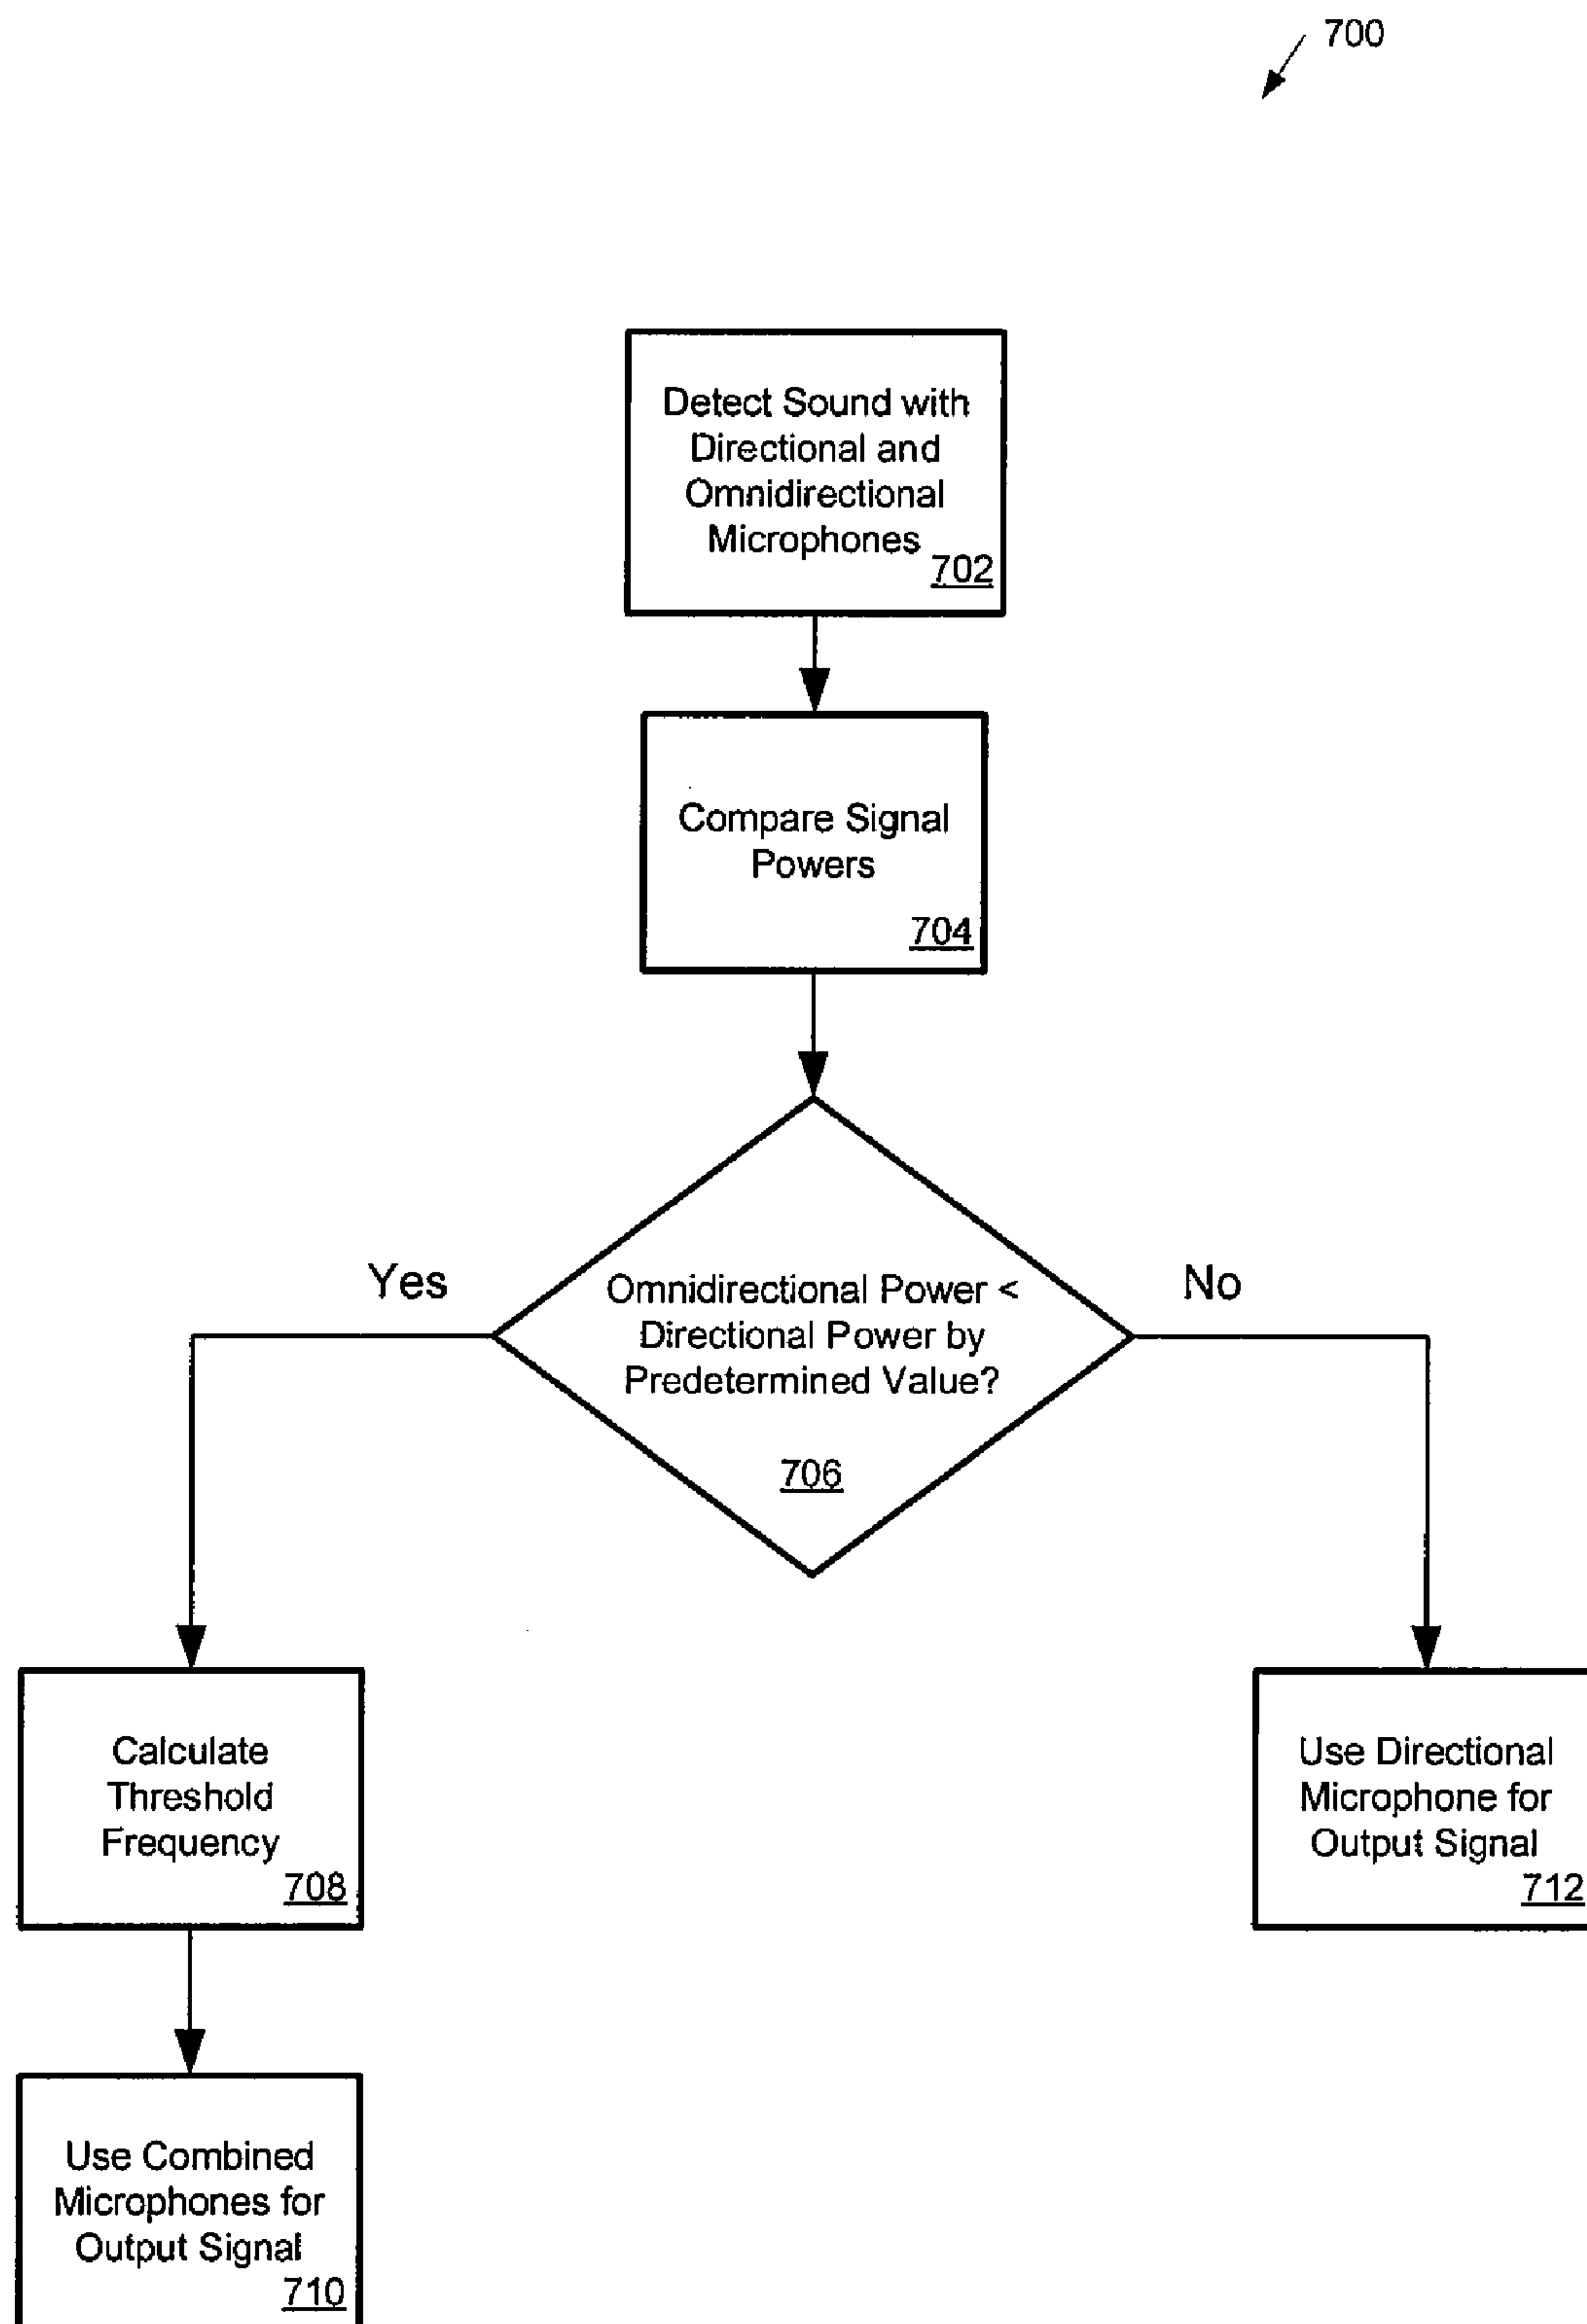 700
Detect Sound with
Directional and
Omnidirectional
Microphones
702
Compare Signal
Powers
704
Yes
No
Omnidirectional Power <
Directional Power by
Predetermined Value?
706
Calculate
Threshold
Frequency
708
Use Directional
Microphone for
Output Signal
712
Use Combined
Microphones for
Output Signal
710